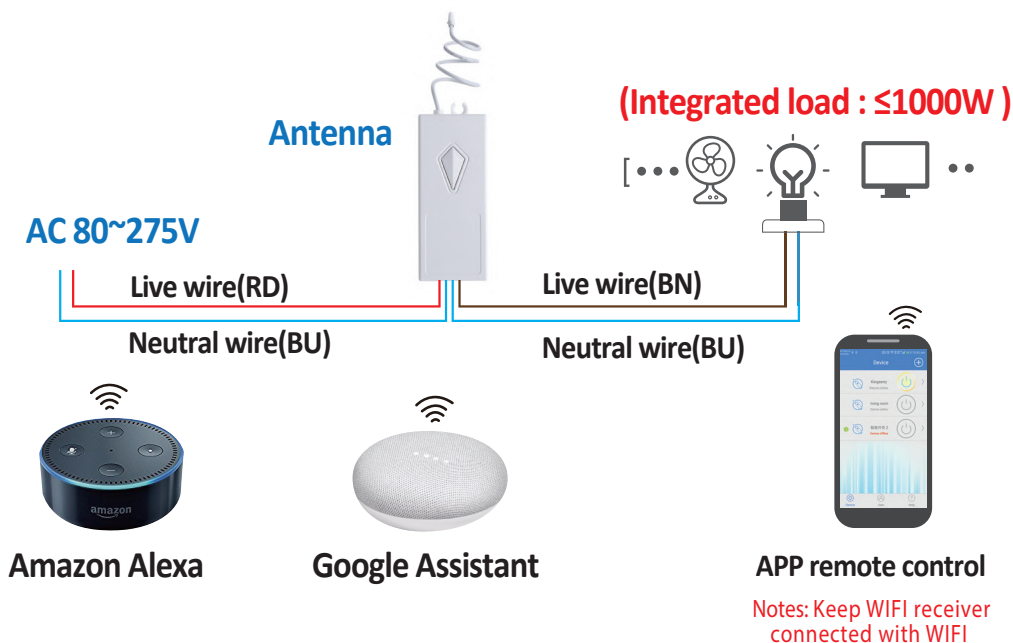 (Integrated load : ≤1000W )
Antenna
AC 80~275V
Live wire(RD)
Live wire(BN)
Neutral wire(BU)
Neutral wire(BU)
Device
amazon
Amazon Alexa
Google Assistant
APP remote control
Notes: Keep WIFI receiver
connected with WIFI